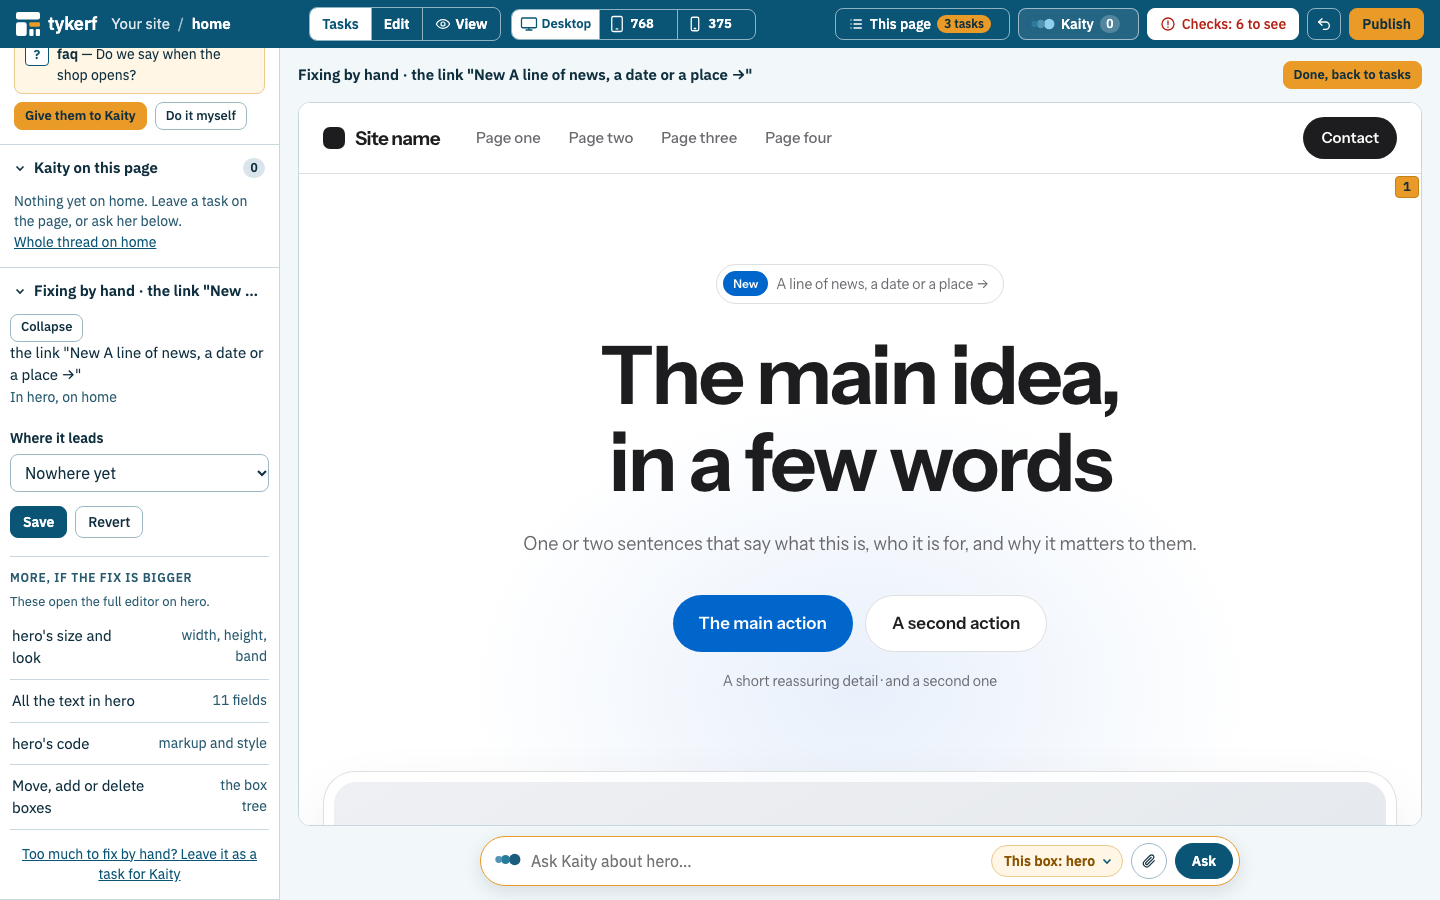 tykerf
Your site / home
Tasks
Edit
View
Desktop
768
375
This page 3 tasks
Kaity 0
Checks: 6 to see
Publish
? faq — Do we say when the
shop opens?
Give them to Kaity
Do it myself
Kaity on this page
0
Nothing yet on home. Leave a task on
the page, or ask her below.
Whole thread on home
Fixing by hand · the link "New ...
Collapse
the link "New A line of news, a date or
a place →"
In hero, on home
Where it leads
Nowhere yet
Save
Revert
MORE, IF THE FIX IS BIGGER
These open the full editor on hero.
hero's size and
look
width, height,
band
All the text in hero
11 fields
hero's code
markup and style
Move, add or delete
boxes
the box
tree
Too much to fix by hand? Leave it as a
task for Kaity
Fixing by hand · the link "New A line of news, a date or a place →"
Done, back to tasks
Site name
Page one
Page two
Page three
Page four
Contact
1
New A line of news, a date or a place →
The main idea,
in a few words
One or two sentences that say what this is, who it is for, and why it matters to them.
The main action
A second action
A short reassuring detail · and a second one
Ask Kaity about hero...
This box: hero
Ask